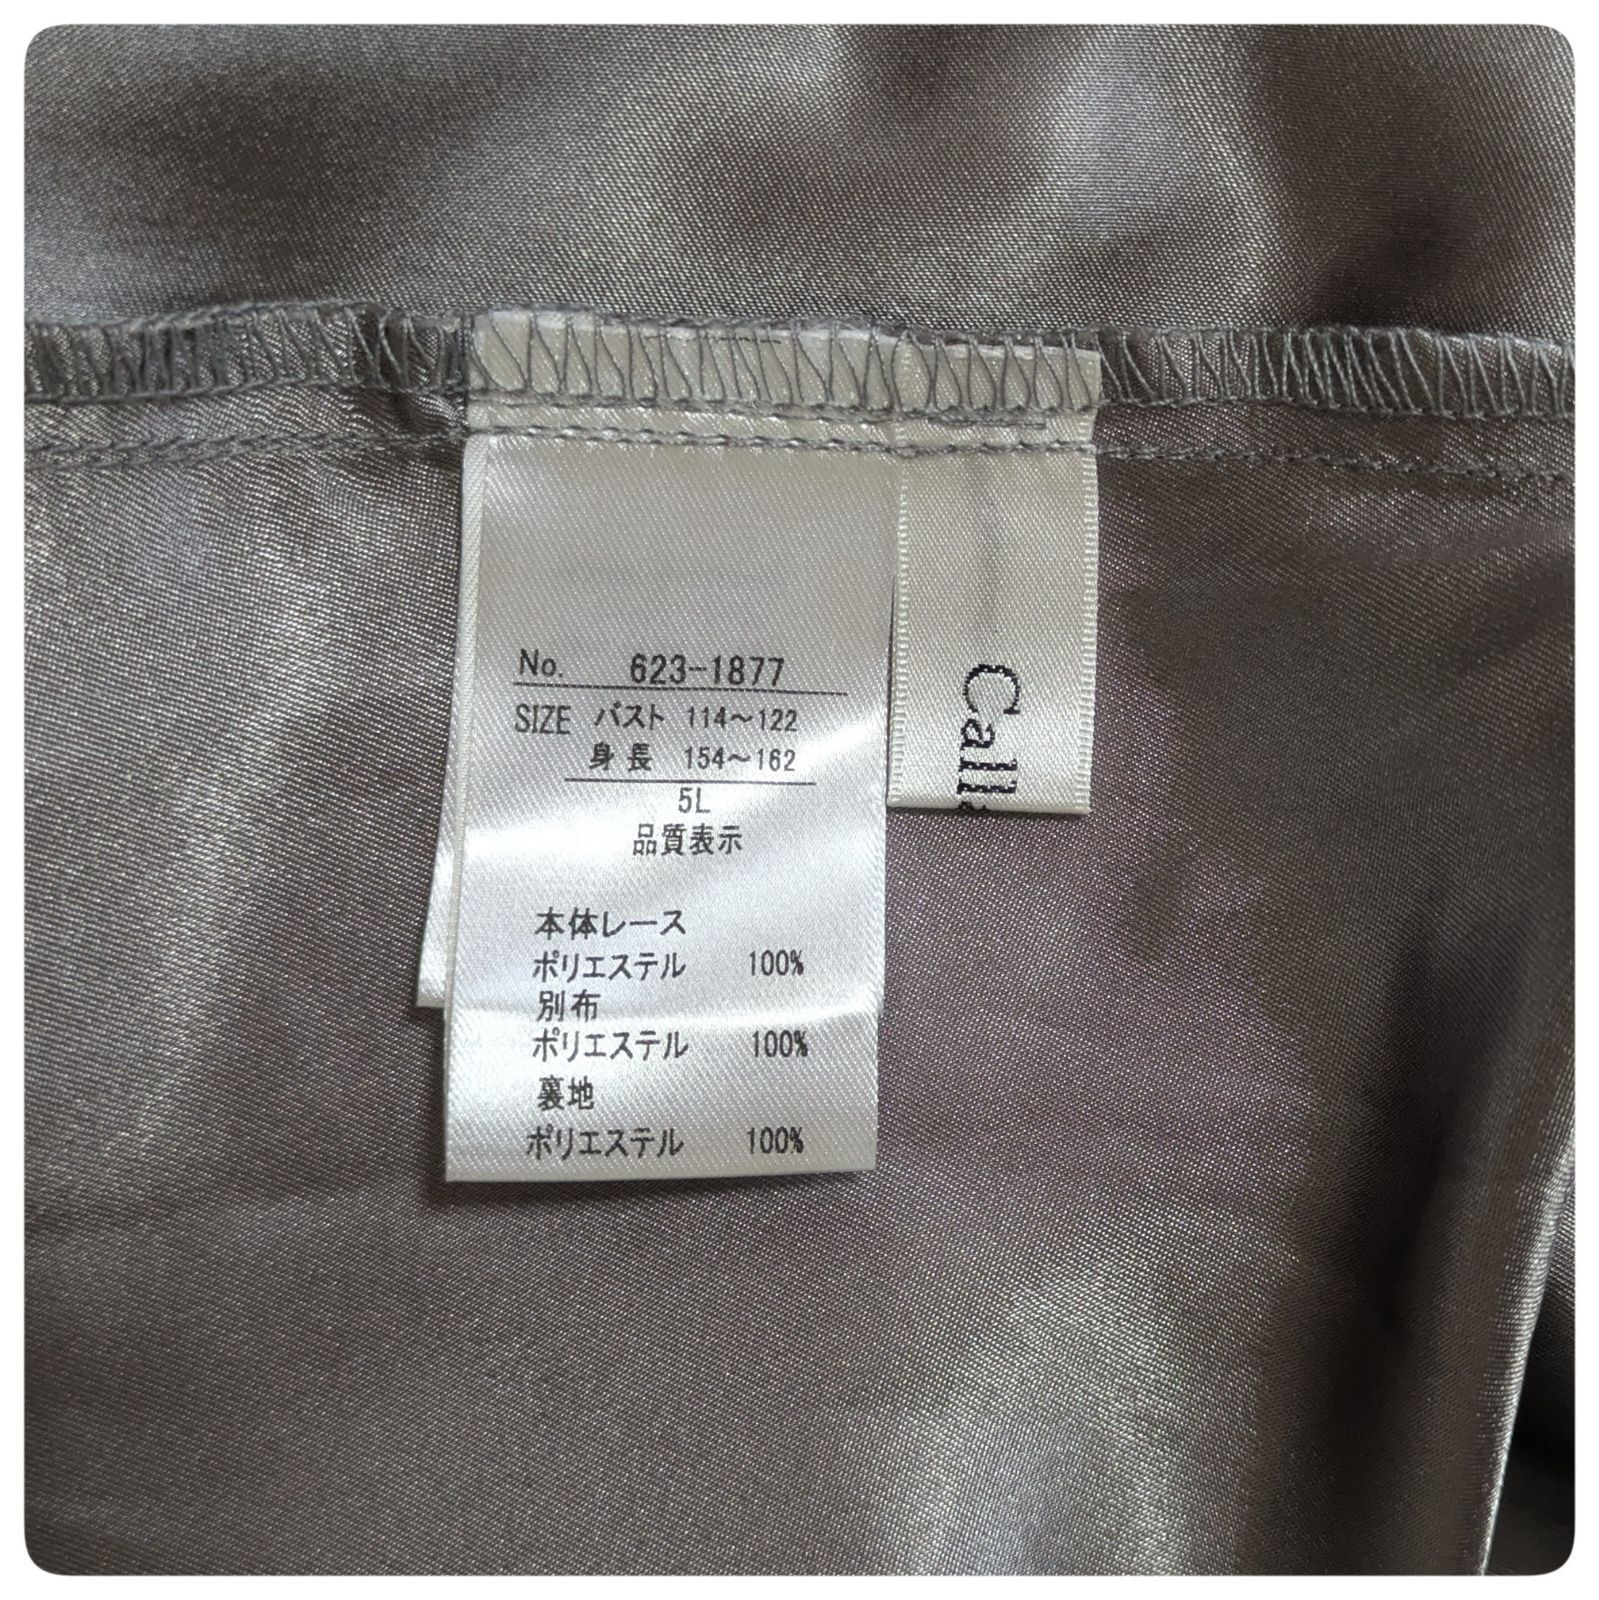 No. 623-1877
SIZE バスト 114～122
身長 154～162
5L
品質表示
本体レース
ポリエステル 100%
別布
ポリエステル 100%
裏地
ポリエステル 100%